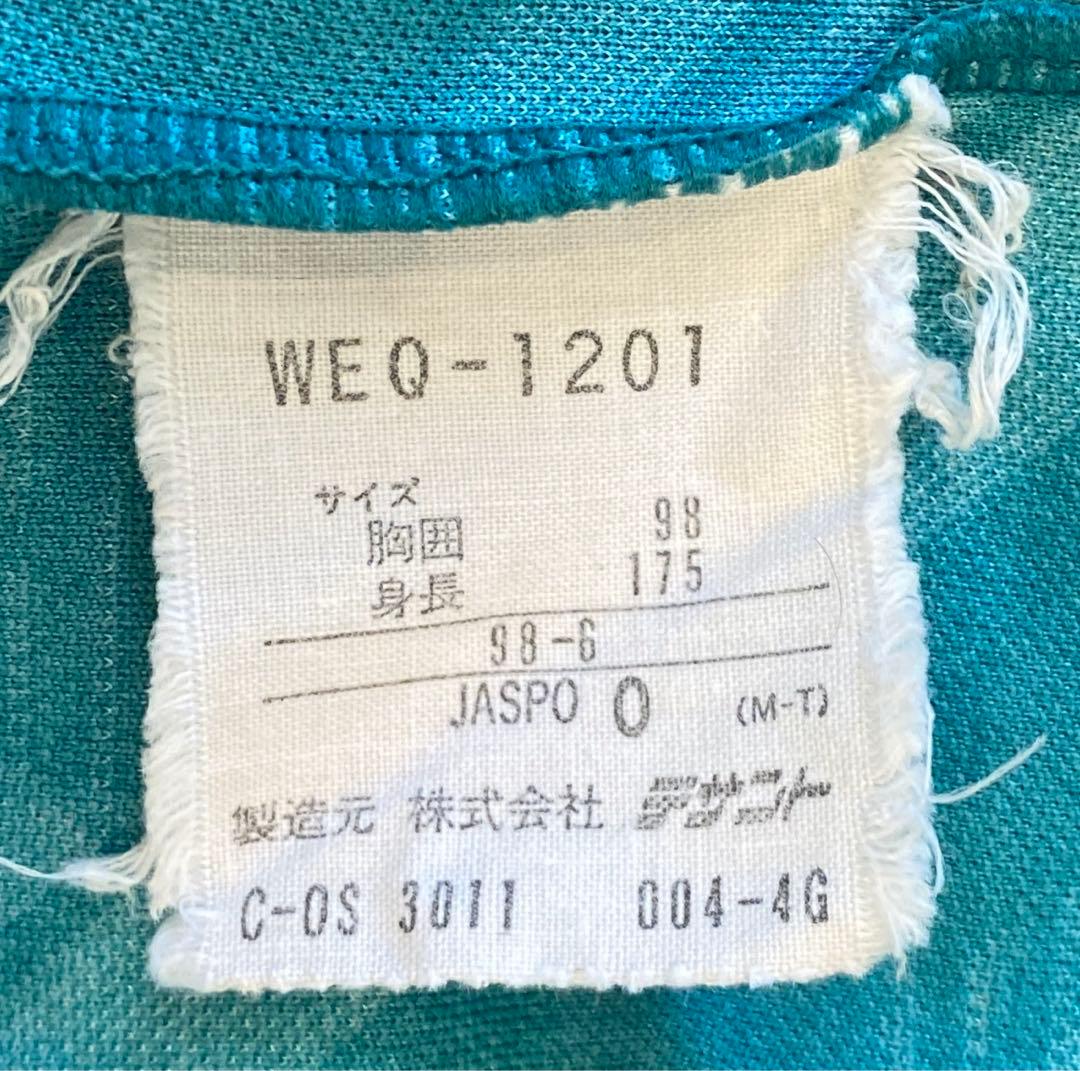 WEQ-1201
サイズ
胸囲 98
身長 175
98-6
JASPO O (M-T)
製造元 株式会社 デサント
C-OS 3011 004-4G